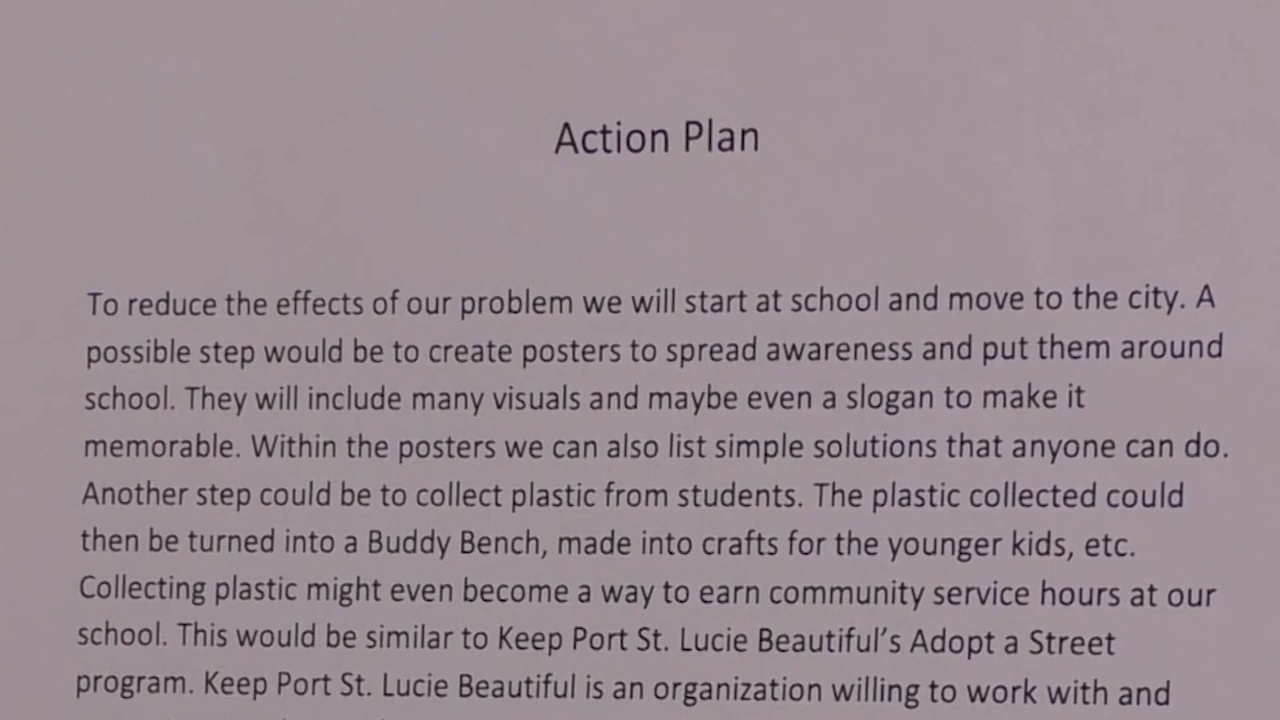 Action Plan
To reduce the effects of our problem we will start at school and move to the city. A
possible step would be to create posters to spread awareness and put them around
school. They will include many visuals and maybe even a slogan to make it
memorable. Within the posters we can also list simple solutions that anyone can do.
Another step could be to collect plastic from students. The plastic collected could
then be turned into a Buddy Bench, made into crafts for the younger kids, etc.
Collecting plastic might even become a way to earn community service hours at our
school. This would be similar to Keep Port St. Lucie Beautiful’s Adopt a Street
program. Keep Port St. Lucie Beautiful is an organization willing to work with and